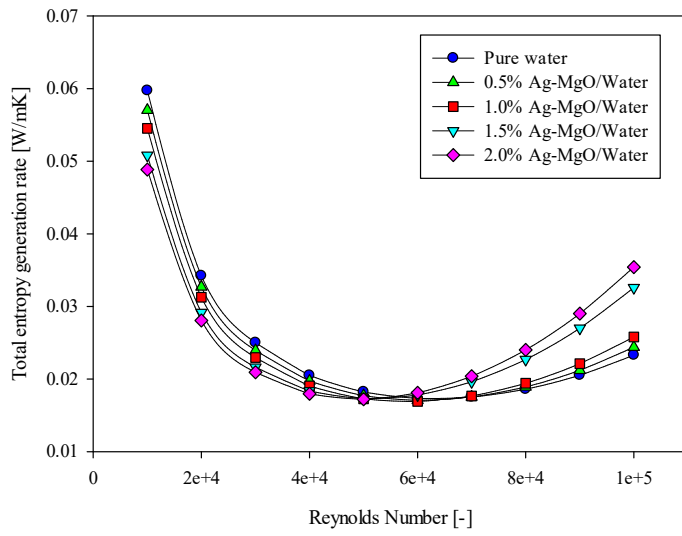 0.07
0.06
0.05
0.04
0.03
0.02
0.01
Total entropy generation rate [W/mK]
Pure water
0.5% Ag-MgO/Water
1.0% Ag-MgO/Water
1.5% Ag-MgO/Water
2.0% Ag-MgO/Water
0 2e+4 4e+4 6e+4 8e+4 1e+5
Reynolds Number [-]